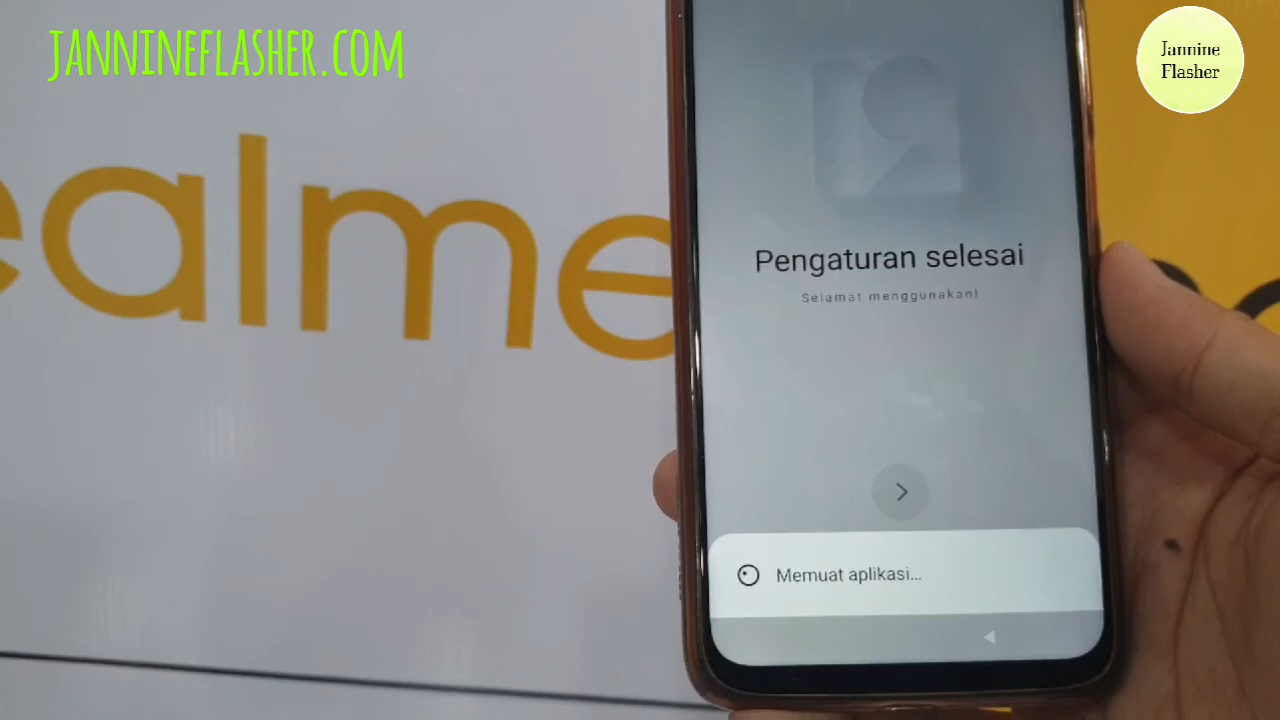 JANNINEFLASHER.COM
Jannine
Flasher
ealme
Pengaturan selesai
Selamat menggunakan!
Memuat aplikasi...